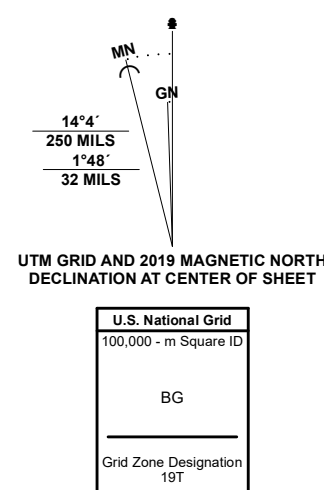 MN
GN
14°4´
250 MILS
1°48´
32 MILS
UTM GRID AND 2019 MAGNETIC NORTH
DECLINATION AT CENTER OF SHEET
U.S. National Grid
100,000 - m Square ID
BG
Grid Zone Designation
19T